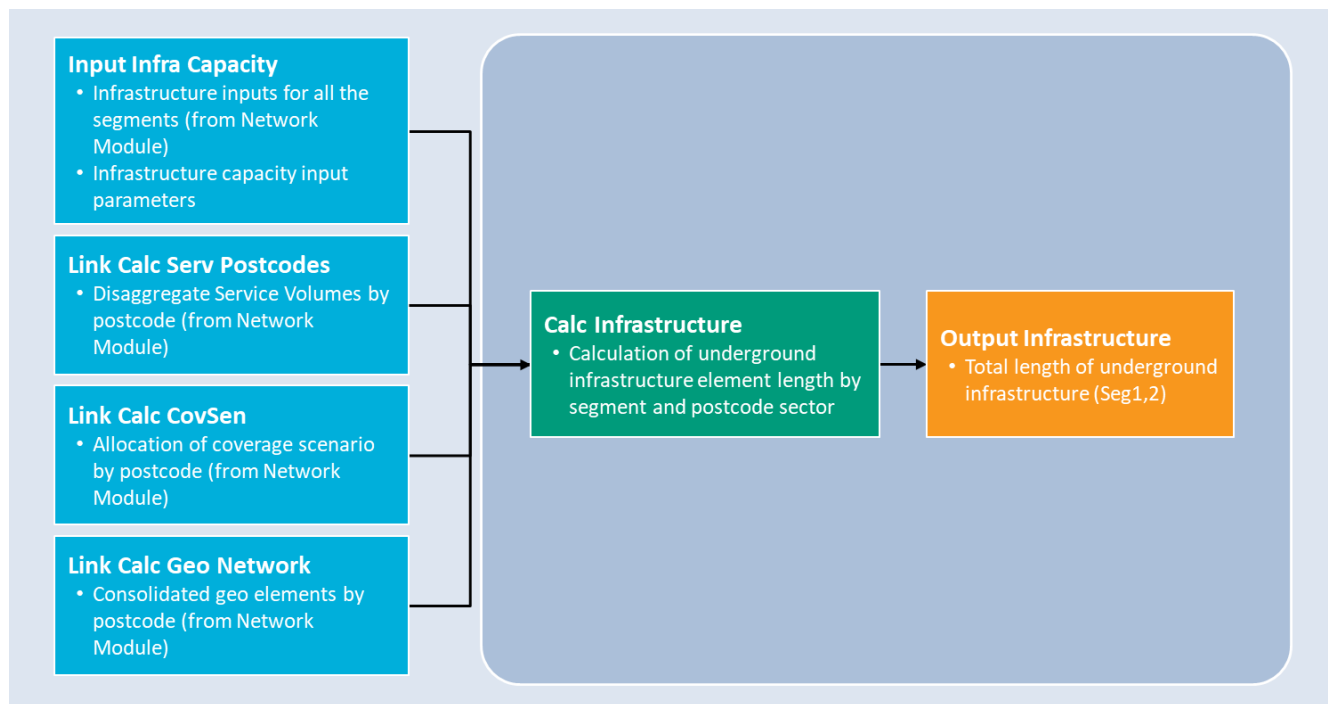 Input Infra Capacity
• Infrastructure inputs for all the
segments (from Network
Module)
• Infrastructure capacity input
parameters
Link Calc Serv Postcodes
• Disaggregate Service Volumes by
postcode (from Network
Module)
Link Calc CovSen
• Allocation of coverage scenario
by postcode (from Network
Module)
Link Calc Geo Network
• Consolidated geo elements by
postcode (from Network
Module)
Calc Infrastructure
• Calculation of underground
infrastructure element length by
segment and postcode sector
Output Infrastructure
• Total length of underground
infrastructure (Seg1,2)